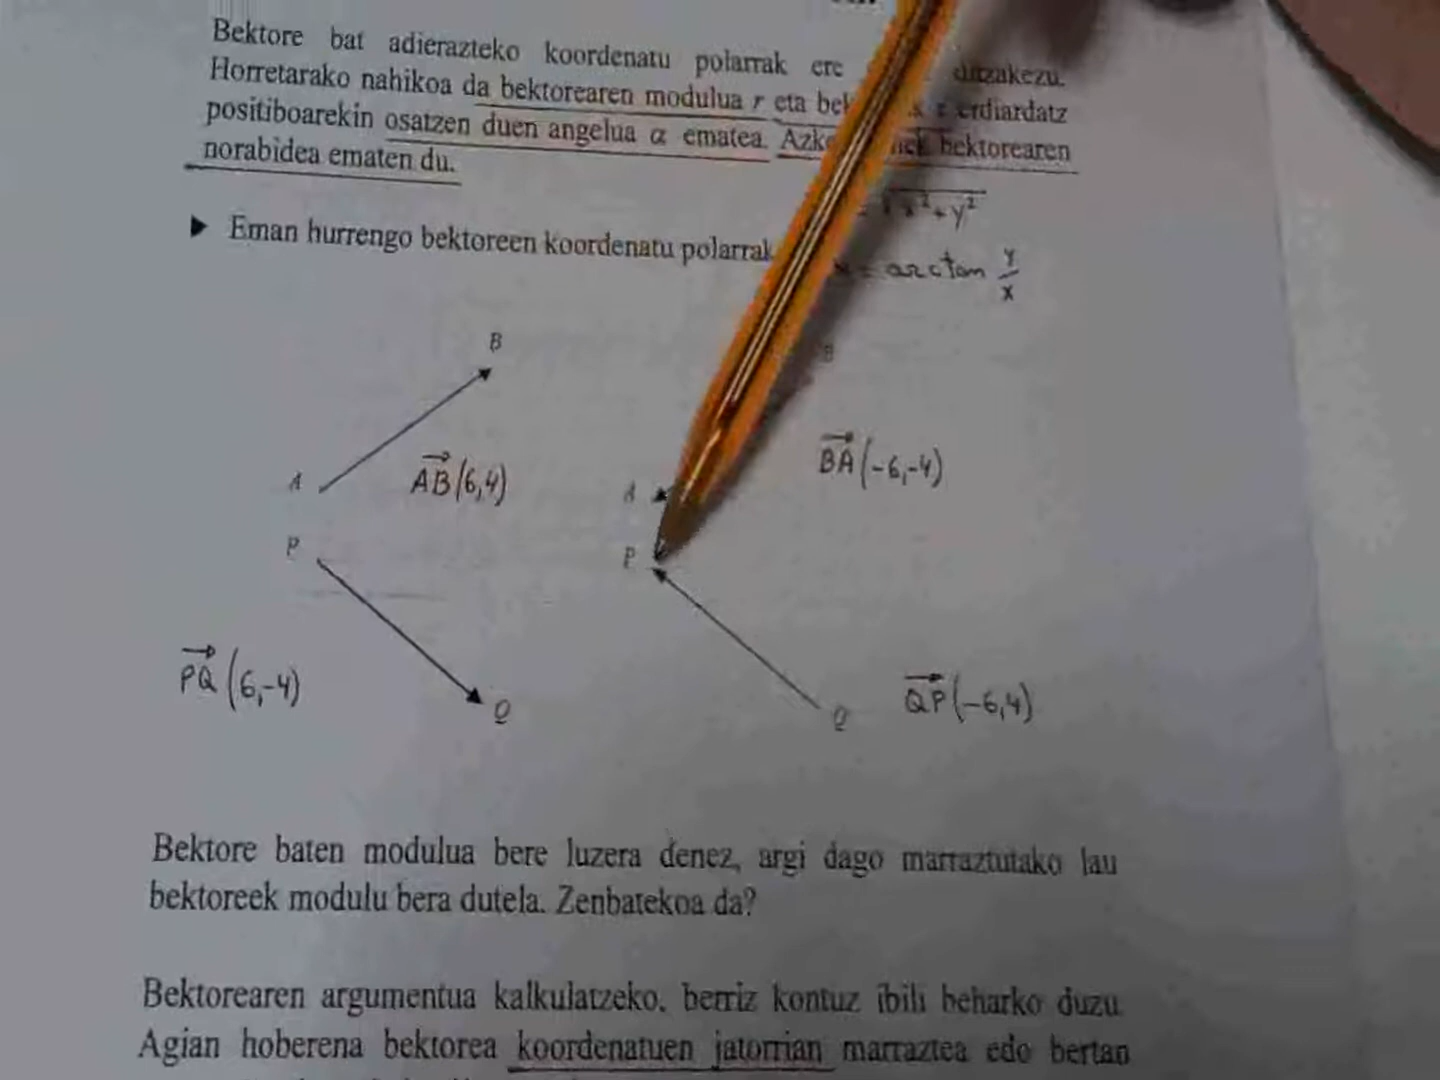 Bektore bat adierazteko koordenatu polarrak ere ditzakezu.
Horretarako nahikoa da bektorearen modulua r eta erdiardatz
positiboarekin osatzen duen angelua α ematea. bektorearen
norabidea ematen du.
√x²+y²
▶ Eman hurrengo bektoreen koordenatu polarrak
= arctan y/x
B
B
AB (6,4)
BA (-6,-4)
A
A
P
P
PQ (6,-4)
Q
Q
QP (-6,4)
Bektore baten modulua bere luzera denez, argi dago marraztutako lau
bektoreek modulu bera dutela. Zenbatekoa da?
Bektorearen argumentua kalkulatzeko, berriz kontuz ibili beharko duzu
Agian hoberena bektorea koordenatuen jatorrian marraztea edo bertan